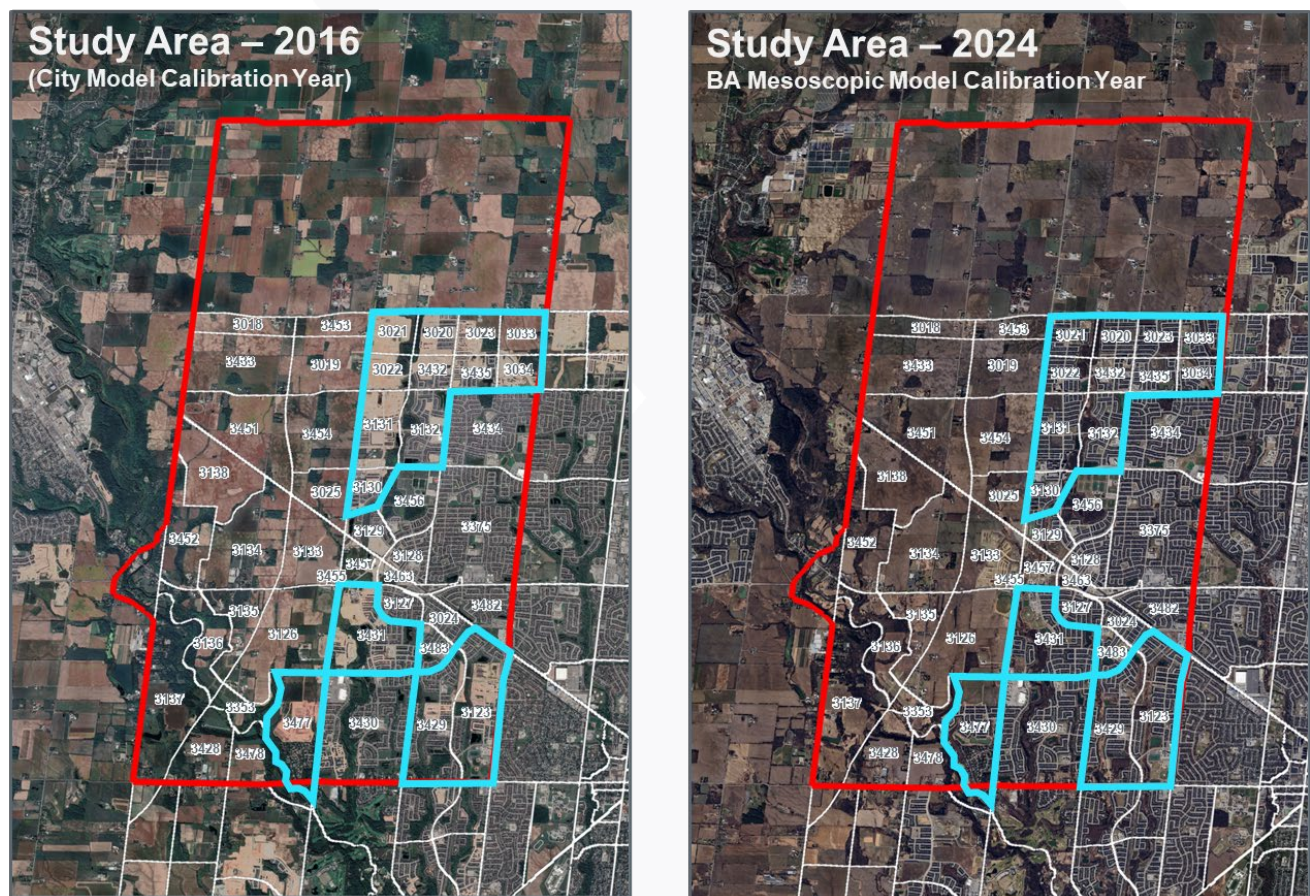 Study Area – 2016
(City Model Calibration Year)
3018 3453 3021 3020 3023 3033
3433 3019 3022 3432 3435 3034
3451 3454 3131 3132 3434
3138 3025 3130 3456
3452 3134 3133 3129 3375
3457 3128
3455 3463
3135 3127 3482
3136 3126 3431 3024
3483
3137 3353 3477 3430 3429 3123
3428 3478
Study Area – 2024
BA Mesoscopic Model Calibration Year
3018 3453 3021 3020 3023 3033
3433 3019 3022 3432 3435 3034
3451 3454 3131 3132 3434
3138 3025 3130 3456
3452 3134 3133 3129 3375
3457 3128
3455 3463
3135 3127 3482
3136 3126 3431 3024
3483
3137 3353 3477 3430 3429 3123
3428 3478